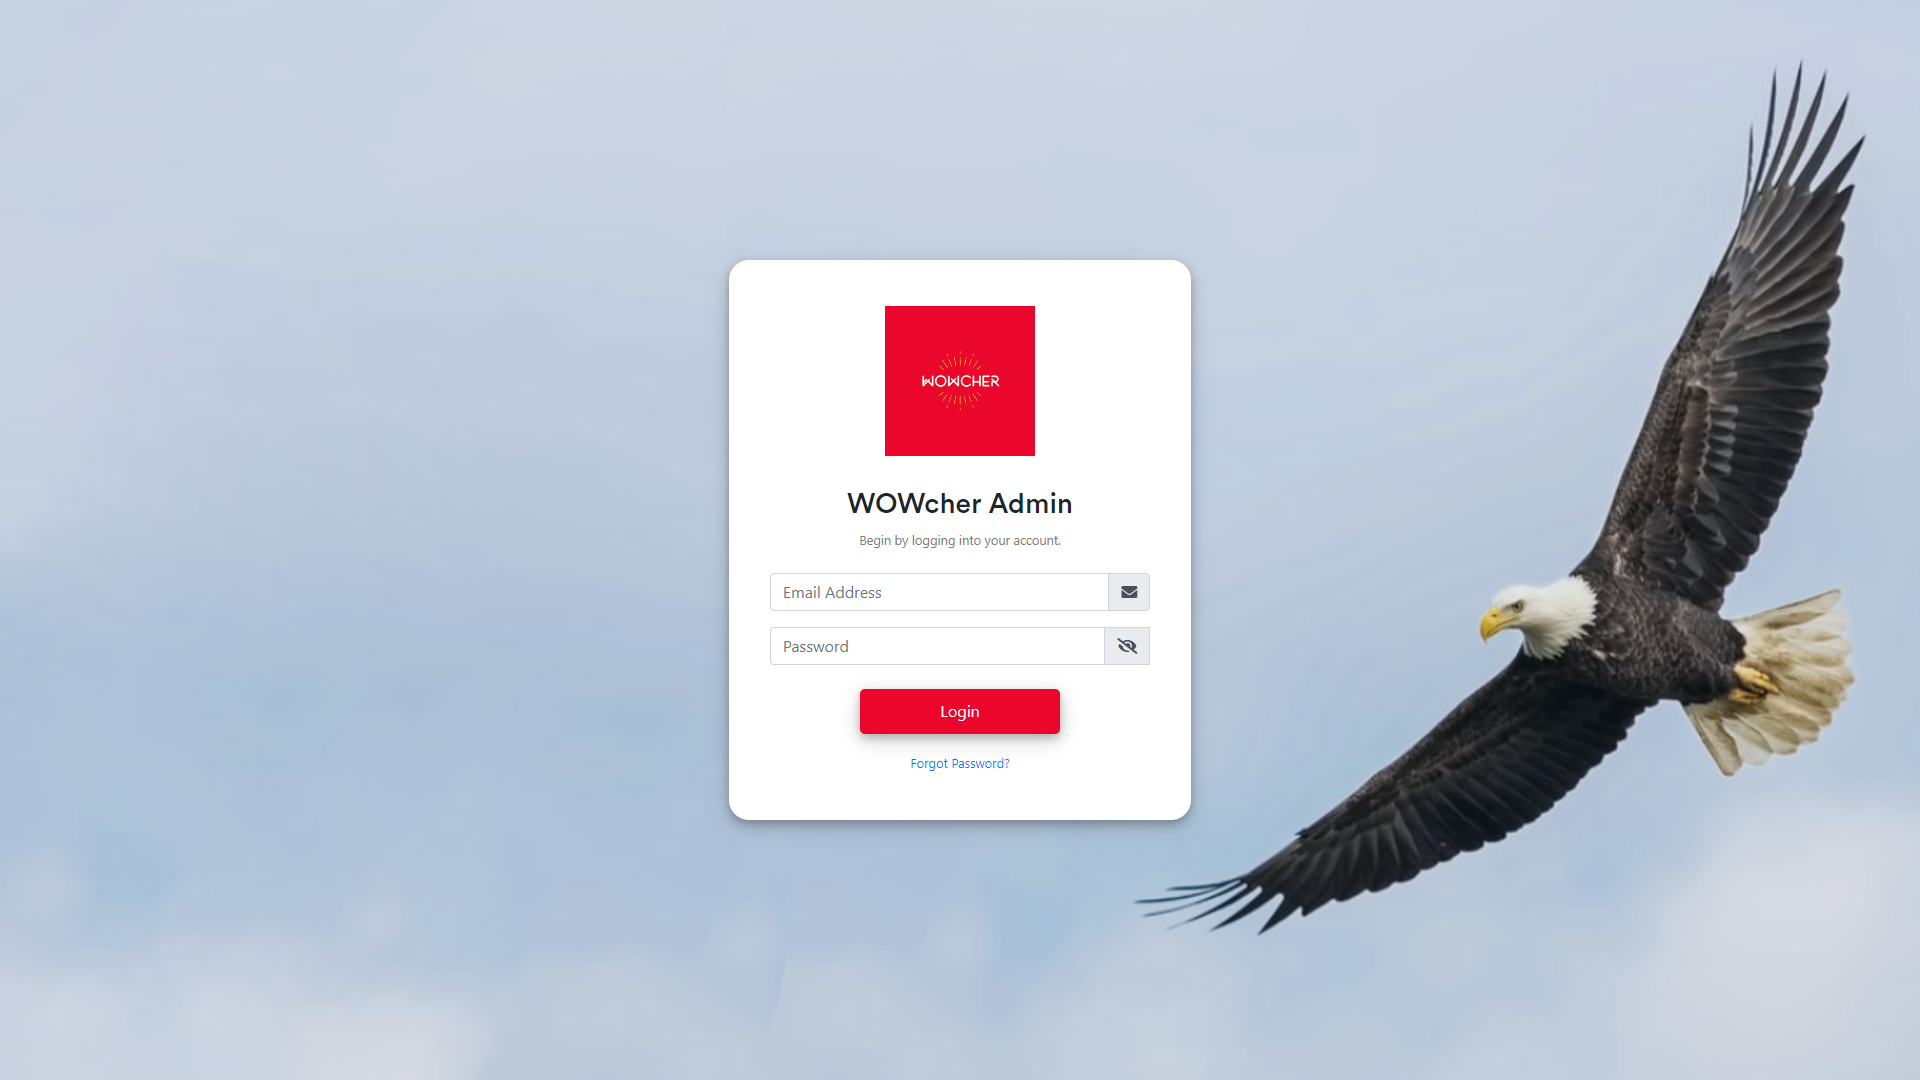 WOWCHER
WOWcher Admin
Begin by logging into your account.
Email Address
Password
Login
Forgot Password?